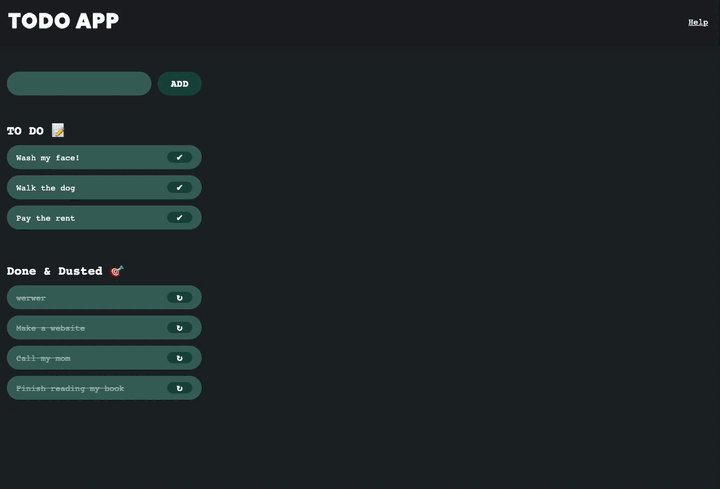 TODO APP
Help
ADD
TO DO 📝
Wash my face! ✔
Walk the dog ✔
Pay the rent ✔
Done & Dusted 🎯
werwer ↻
Make a website ↻
Call my mom ↻
Finish reading my book ↻